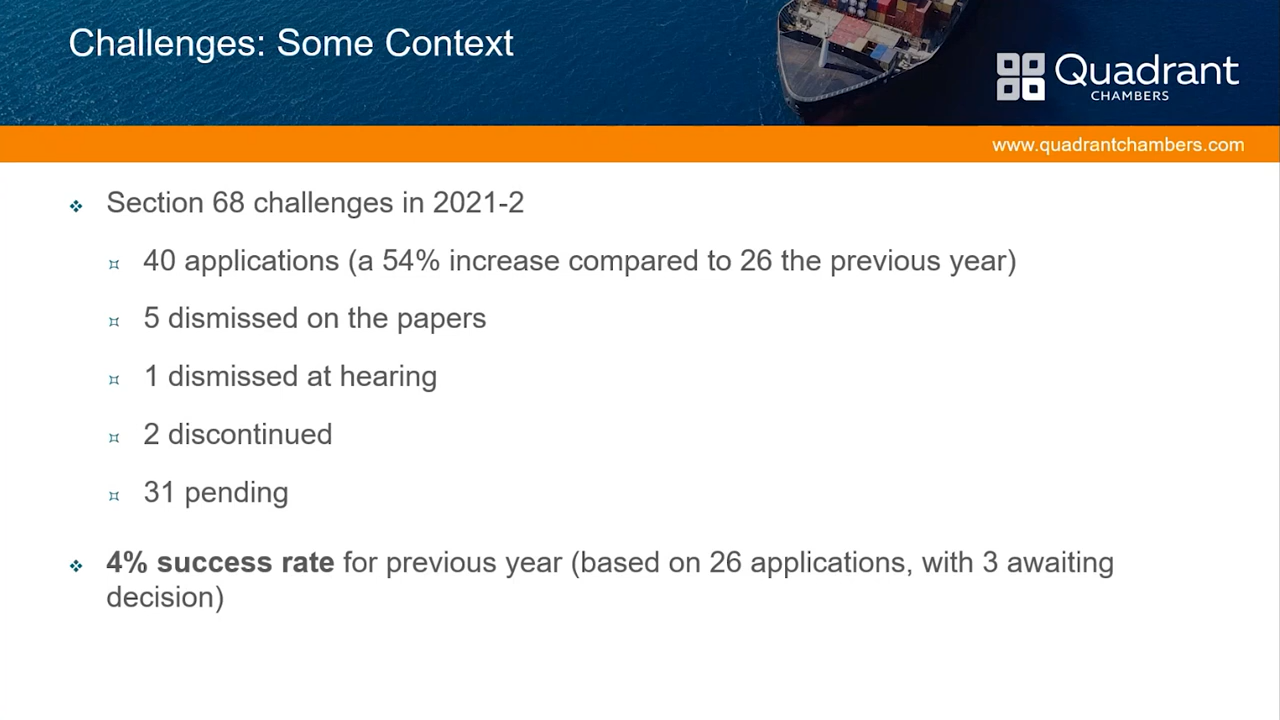 Challenges: Some Context
Quadrant
CHAMBERS
www.quadrantchambers.com
Section 68 challenges in 2021-2
40 applications (a 54% increase compared to 26 the previous year)
5 dismissed on the papers
1 dismissed at hearing
2 discontinued
31 pending
4% success rate for previous year (based on 26 applications, with 3 awaiting
decision)